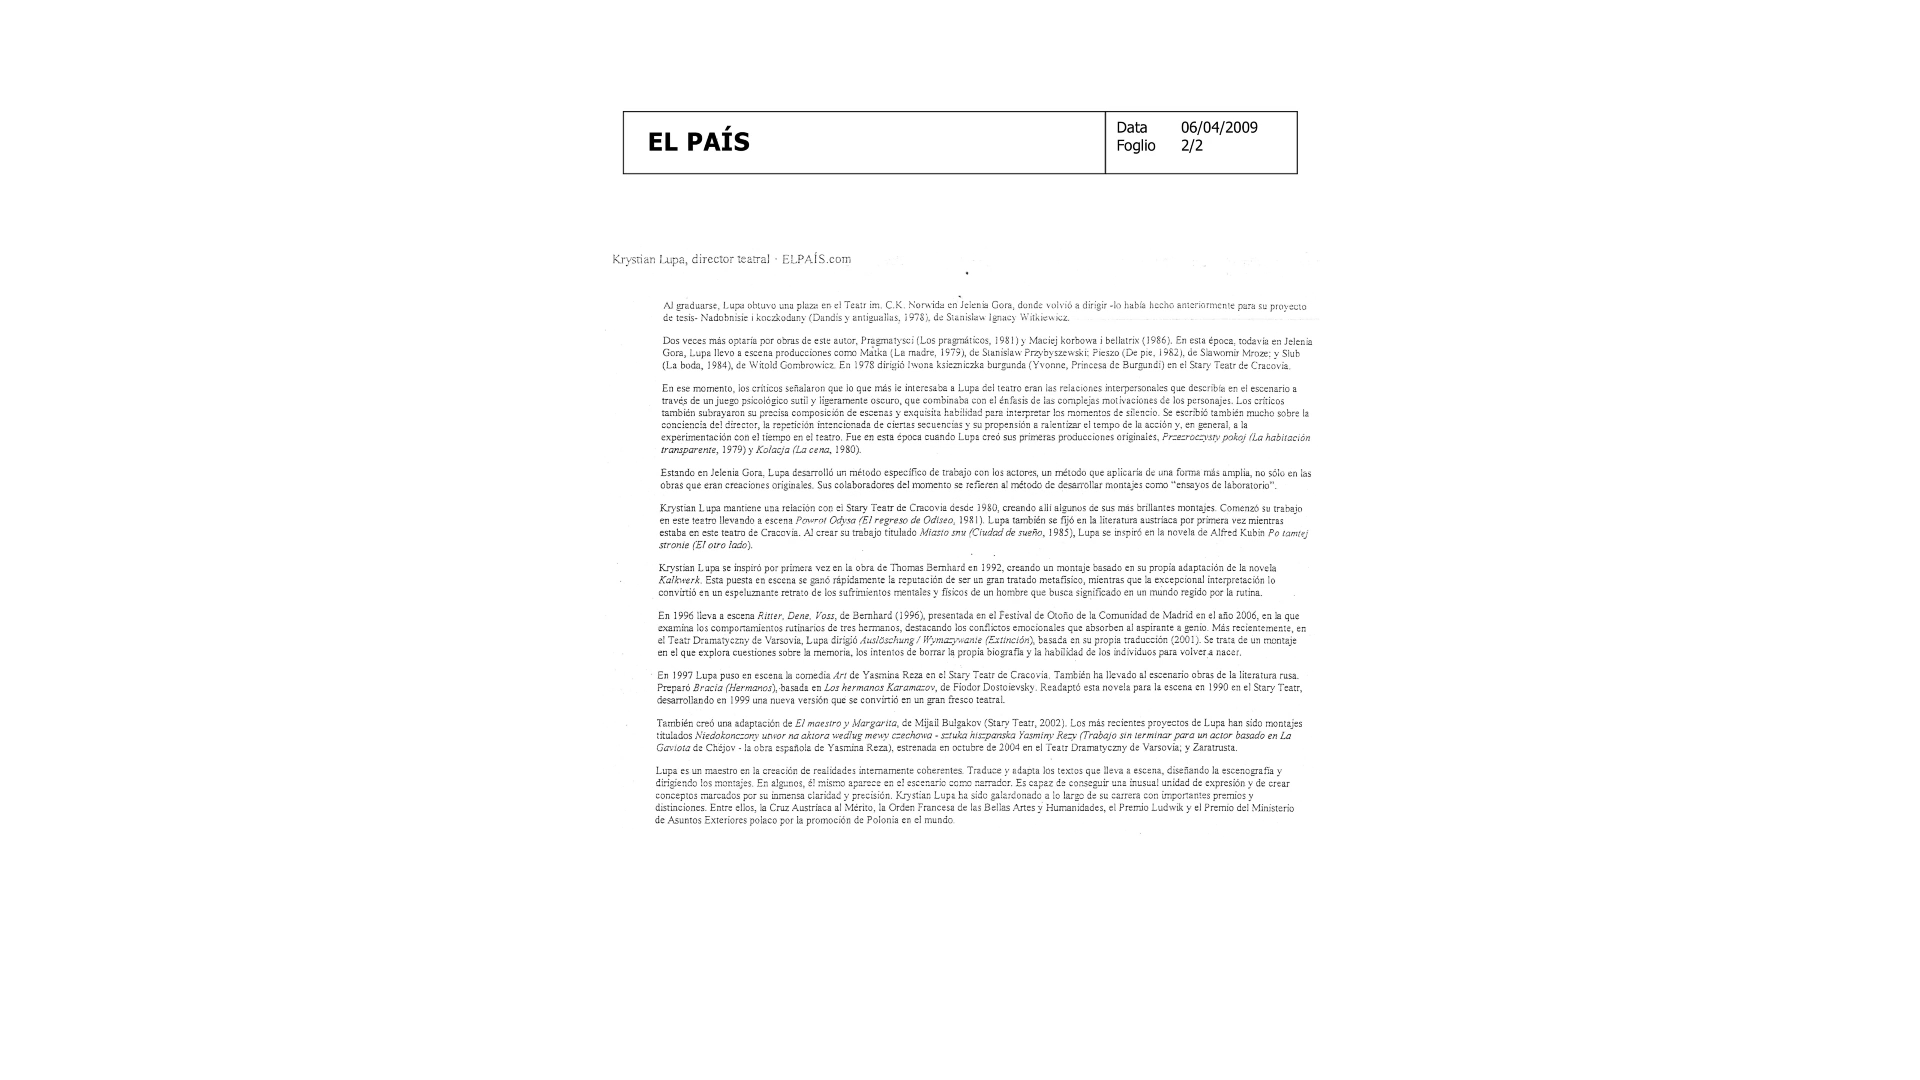 EL PAÍS
Data 06/04/2009
Foglio 2/2
Krystian Lupa, director teatral - ELPAÍS.com
Al graduarse, Lupa obtuvo una plaza en el Teatr im. C.K. Norwida en Jelenia Gora, donde volvió a dirigir -lo había hecho anteriormente para su proyecto
de tesis- Nadobnisie i koczkodany (Dandis y antiguallas, 1978), de Stanislaw Ignacy Witkiewicz.
Dos veces más optaría por obras de este autor, Pragmatysci (Los pragmáticos, 1981) y Maciej korbowa i bellatrix (1986). En esta época, todavía en Jelenia
Gora, Lupa llevo a escena producciones como Matka (La madre, 1979), de Stanislaw Przybyszewski; Pieszo (De pie, 1982), de Slawomir Mroze; y Slub
(La boda, 1984), de Witold Gombrowicz. En 1978 dirigió Iwona ksiezniczka burgunda (Yvonne, Princesa de Burgundi) en el Stary Teatr de Cracovia.
En ese momento, los críticos señalaron que lo que más le interesaba a Lupa del teatro eran las relaciones interpersonales que describía en el escenario a
través de un juego psicológico sutil y ligeramente oscuro, que combinaba con el énfasis de las complejas motivaciones de los personajes. Los críticos
también subrayaron su precisa composición de escenas y exquisita habilidad para interpretar los momentos de silencio. Se escribió también mucho sobre la
conciencia del director, la repetición intencionada de ciertas secuencias y su propensión a ralentizar el tempo de la acción y, en general, a la
experimentación con el tiempo en el teatro. Fue en esta época cuando Lupa creó sus primeras producciones originales, Przezroczysty pokoj (La habitación
transparente, 1979) y Kolacja (La cena, 1980).
Estando en Jelenia Gora, Lupa desarrolló un método específico de trabajo con los actores, un método que aplicaría de una forma más amplia, no sólo en las
obras que eran creaciones originales. Sus colaboradores del momento se refieren al método de desarrollar montajes como "ensayos de laboratorio".
Krystian Lupa mantiene una relación con el Stary Teatr de Cracovia desde 1980, creando allí algunos de sus más brillantes montajes. Comenzó su trabajo
en este teatro llevando a escena Powrot Odysa (El regreso de Odiseo, 1981). Lupa también se fijó en la literatura austríaca por primera vez mientras
estaba en este teatro de Cracovia. Al crear su trabajo titulado Miasto snu (Ciudad de sueño, 1985), Lupa se inspiró en la novela de Alfred Kubin Po tamtej
stronie (El otro lado).
Krystian Lupa se inspiró por primera vez en la obra de Thomas Bernhard en 1992, creando un montaje basado en su propia adaptación de la novela
Kalkwerk. Esta puesta en escena se ganó rápidamente la reputación de ser un gran tratado metafísico, mientras que la excepcional interpretación lo
convirtió en un espeluznante retrato de los sufrimientos mentales y físicos de un hombre que busca significado en un mundo regido por la rutina.
En 1996 lleva a escena Ritter, Dene, Voss, de Bernhard (1996), presentada en el Festival de Otoño de la Comunidad de Madrid en el año 2006, en la que
examina los comportamientos rutinarios de tres hermanos, destacando los conflictos emocionales que absorben al aspirante a genio. Más recientemente, en
el Teatr Dramatyczny de Varsovia, Lupa dirigió Auslöschung / Wymazywanie (Extinción), basada en su propia traducción (2001). Se trata de un montaje
en el que explora cuestiones sobre la memoria, los intentos de borrar la propia biografía y la habilidad de los individuos para volver a nacer.
En 1997 Lupa puso en escena la comedia Art de Yasmina Reza en el Stary Teatr de Cracovia. También ha llevado al escenario obras de la literatura rusa.
Preparó Bracia (Hermanos), basada en Los hermanos Karamazov, de Fiodor Dostoievsky. Readaptó esta novela para la escena en 1990 en el Stary Teatr,
desarrollando en 1999 una nueva versión que se convirtió en un gran fresco teatral.
También creó una adaptación de El maestro y Margarita, de Mijail Bulgakov (Stary Teatr, 2002). Los más recientes proyectos de Lupa han sido montajes
titulados Niedokonczony utwor na aktora wedlug mewy czechowa - sztuka hiszpanska Yasminy Rezy (Trabajo sin terminar para un actor basado en La
Gaviota de Chéjov - la obra española de Yasmina Reza), estrenada en octubre de 2004 en el Teatr Dramatyczny de Varsovia; y Zaratrusta.
Lupa es un maestro en la creación de realidades internamente coherentes. Traduce y adapta los textos que lleva a escena, diseñando la escenografía y
dirigiendo los montajes. En algunos, él mismo aparece en el escenario como narrador. Es capaz de conseguir una inusual unidad de expresión y de crear
conceptos marcados por su inmensa claridad y precisión. Krystian Lupa ha sido galardonado a lo largo de su carrera con importantes premios y
distinciones. Entre ellos, la Cruz Austríaca al Mérito, la Orden Francesa de las Bellas Artes y Humanidades, el Premio Ludwik y el Premio del Ministerio
de Asuntos Exteriores polaco por la promoción de Polonia en el mundo.